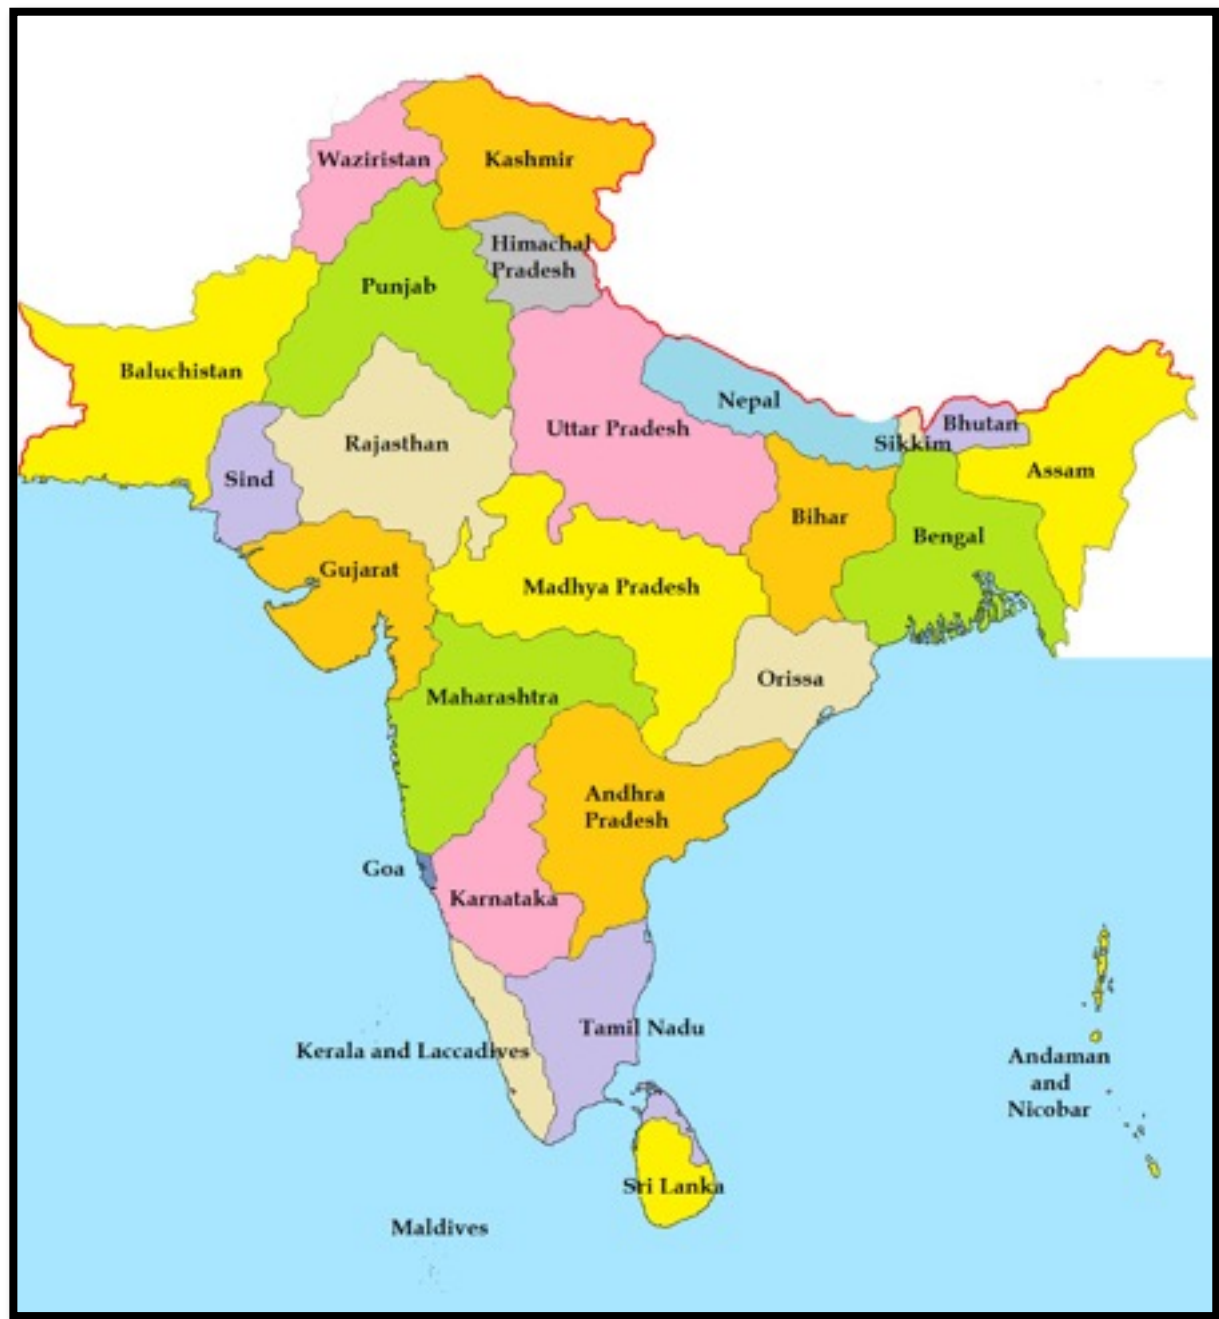 Waziristan
Kashmir
Himachal
Pradesh
Punjab
Baluchistan
Nepal
Bhutan
Uttar Pradesh
Sikkim
Rajasthan
Assam
Sind
Bihar
Bengal
Gujarat
Madhya Pradesh
Orissa
Maharashtra
Andhra
Pradesh
Goa
Karnataka
Tamil Nadu
Kerala and Laccadives
Andaman
and
Nicobar
Sri Lanka
Maldives